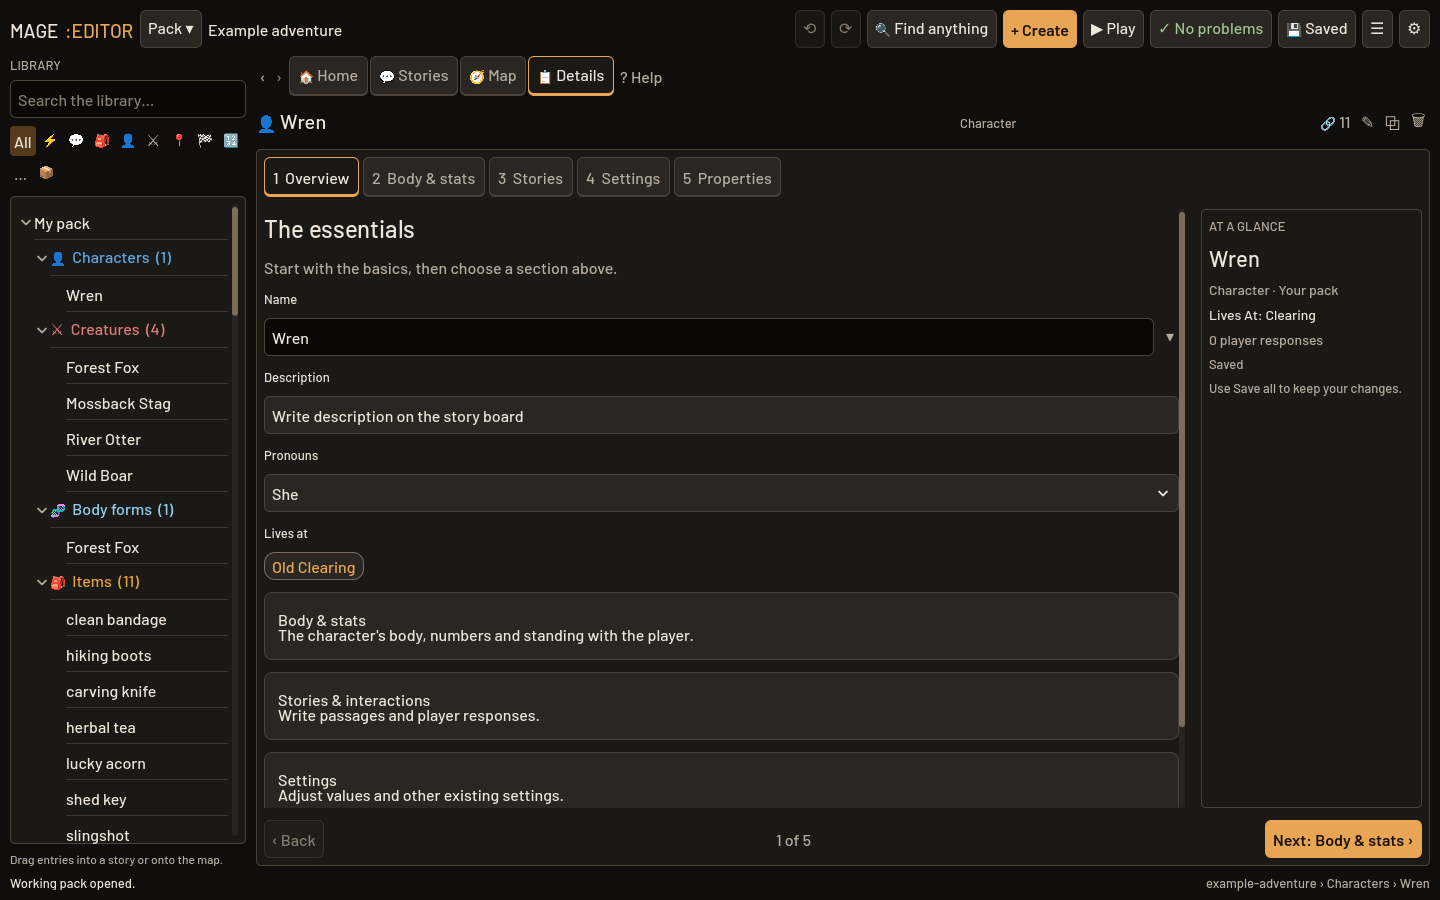 MAGE :EDITOR
Pack ▾
Example adventure
Find anything
+ Create
▶ Play
✓ No problems
Saved
LIBRARY
Search the library...
All
...
‹ ›
Home
Stories
Map
Details
? Help
Wren
Character
11
My pack
Characters (1)
Wren
Creatures (4)
Forest Fox
Mossback Stag
River Otter
Wild Boar
Body forms (1)
Forest Fox
Items (11)
clean bandage
hiking boots
carving knife
herbal tea
lucky acorn
shed key
slingshot
Drag entries into a story or onto the map.
Working pack opened.
1 Overview
2 Body & stats
3 Stories
4 Settings
5 Properties
The essentials
Start with the basics, then choose a section above.
Name
Wren
Description
Write description on the story board
Pronouns
She
Lives at
Old Clearing
Body & stats
The character's body, numbers and standing with the player.
Stories & interactions
Write passages and player responses.
Settings
Adjust values and other existing settings.
‹ Back
1 of 5
Next: Body & stats ›
AT A GLANCE
Wren
Character · Your pack
Lives At: Clearing
0 player responses
Saved
Use Save all to keep your changes.
example-adventure › Characters › Wren